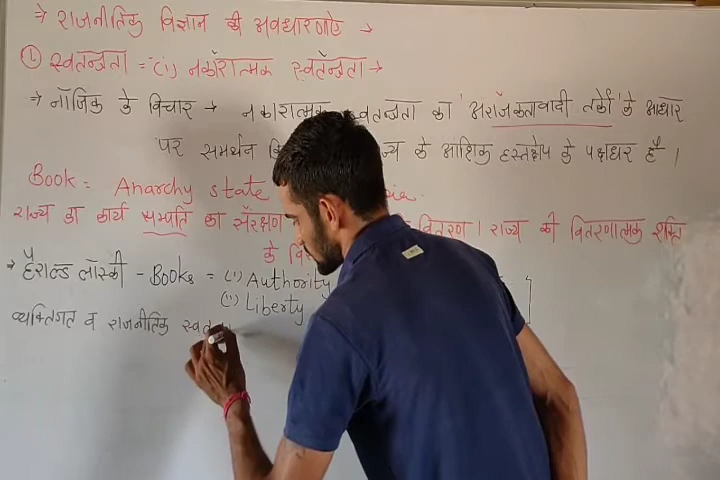 → राजनीतिक विज्ञान की अवधारणाऐ →
① स्वतन्त्रता = (i) नकारात्मक स्वतन्त्रता →
→ नॉजिक के विचार → नकारात्मक स्वतन्त्रता का 'अराजकतावादी तर्कों' के आधार
पर समर्थन के आंशिक हस्तक्षेप के पक्षधर है ।
Book = Anarchy state
राज्य का कार्य सम्पति का संरक्षण वितरण । राज्य की वितरणात्मक शक्ति
के
→ हैराल्ड लॉस्की - Books = (i) Authority
(ii) Liberty
व्यक्तिगत व राजनीतिक